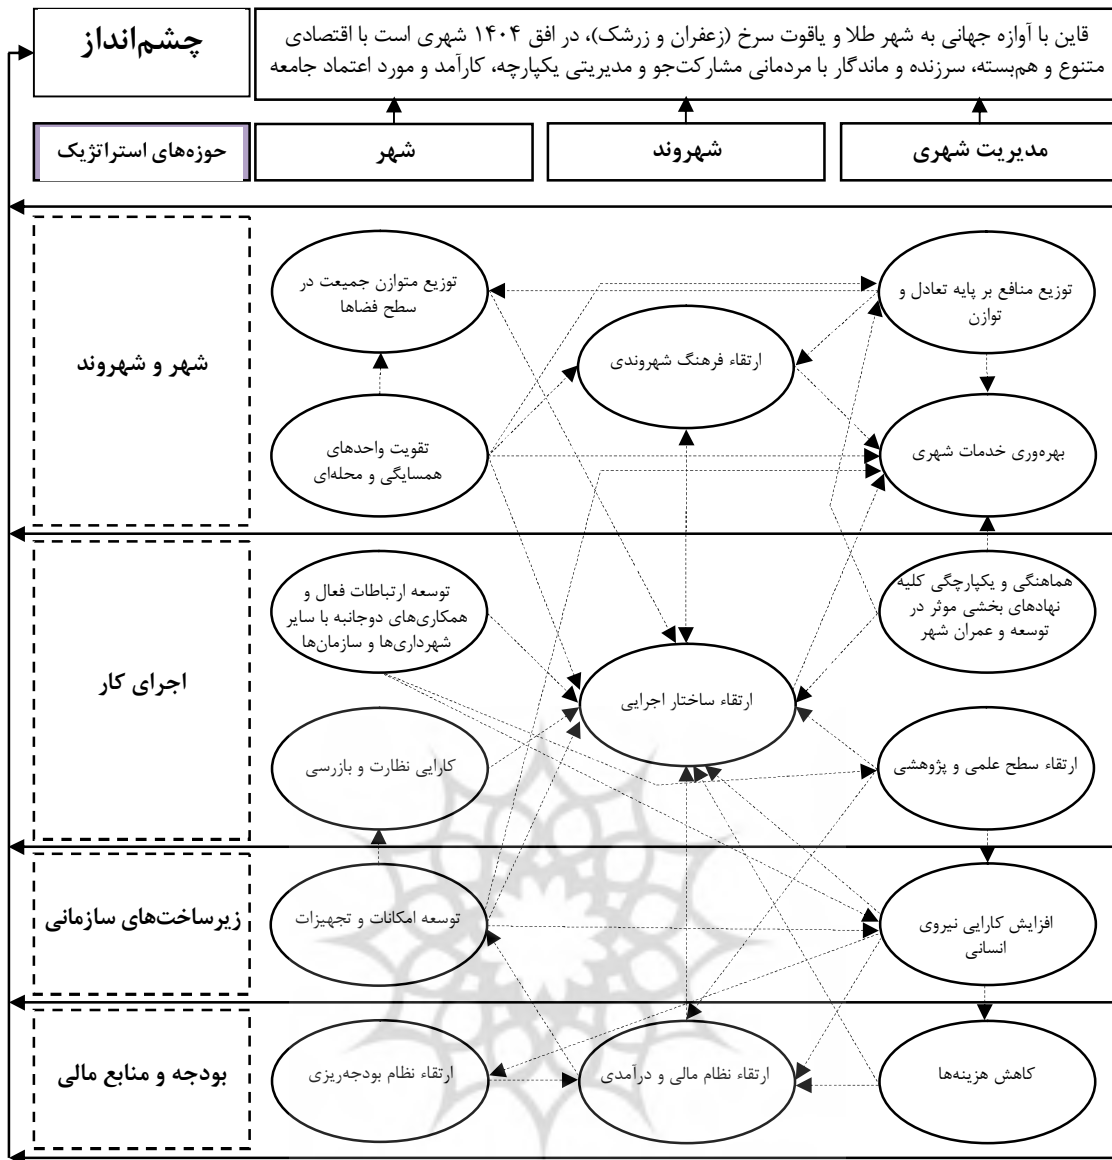 چشم‌انداز
قاین با آوازه جهانی به شهر طلا و یاقوت سرخ (زعفران و زرشک)، در افق ۱۴۰۴ شهری است با اقتصادی
متنوع و هم‌بسته، سرزنده و ماندگار با مردمانی مشارکت‌جو و مدیریتی یکپارچه، کارآمد و مورد اعتماد جامعه
مدیریت شهری
شهروند
شهر
حوزه‌های استراتژیک
توزیع منافع بر پایه تعادل و
توازن
توزیع متوازن جمیعت در
سطح فضاها
ارتقاء فرهنگ شهروندی
شهر و شهروند
بهره‌وری خدمات شهری
تقویت واحدهای
همسایگی و محله‌ای
هماهنگی و یکپارچگی کلیه
نهادهای بخشی موثر در
توسعه و عمران شهر
توسعه ارتباطات فعال و
همکاری‌های دوجانبه با سایر
شهرداری‌ها و سازمان‌ها
اجرای کار
ارتقاء ساختار اجرایی
ارتقاء سطح علمی و پژوهشی
کارایی نظارت و بازرسی
افزایش کارایی نیروی
انسانی
توسعه امکانات و تجهیزات
زیرساخت‌های سازمانی
کاهش هزینه‌ها
ارتقاء نظام مالی و درآمدی
ارتقاء نظام بودجه‌ریزی
بودجه و منابع مالی